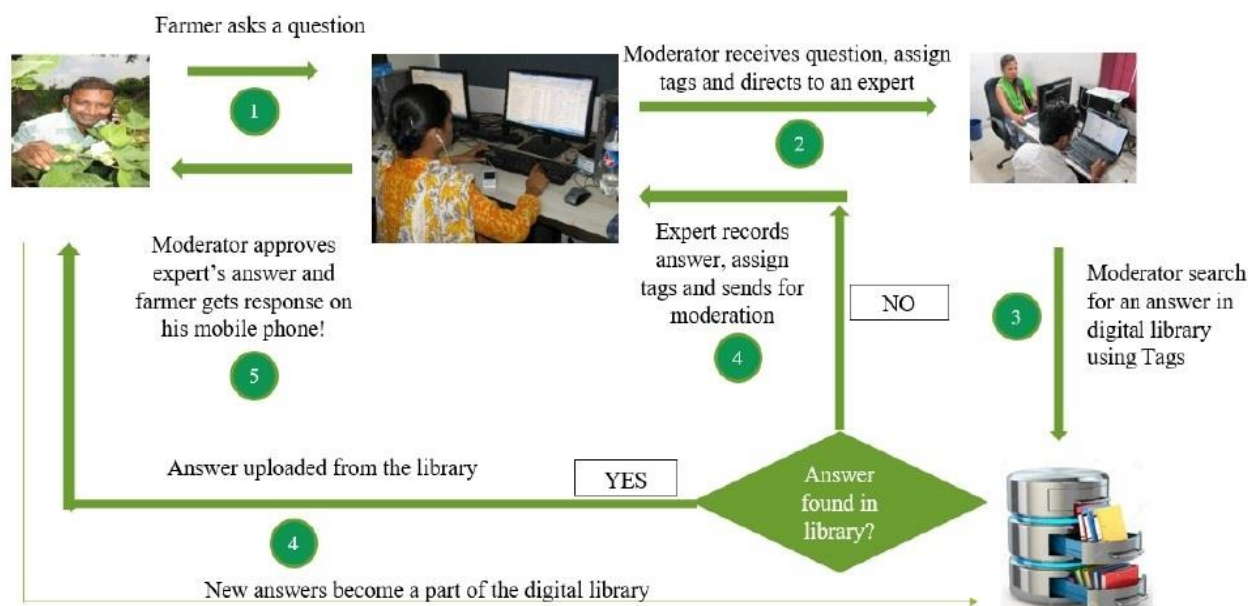 Farmer asks a question
1
Moderator receives question, assign
tags and directs to an expert
2
Moderator approves
expert's answer and
farmer gets response on
his mobile phone!
5
Expert records
answer, assign
tags and sends for
moderation
4
NO
3
Moderator search
for an answer in
digital library
using Tags
Answer uploaded from the library
YES
Answer
found in
library?
4
New answers become a part of the digital library